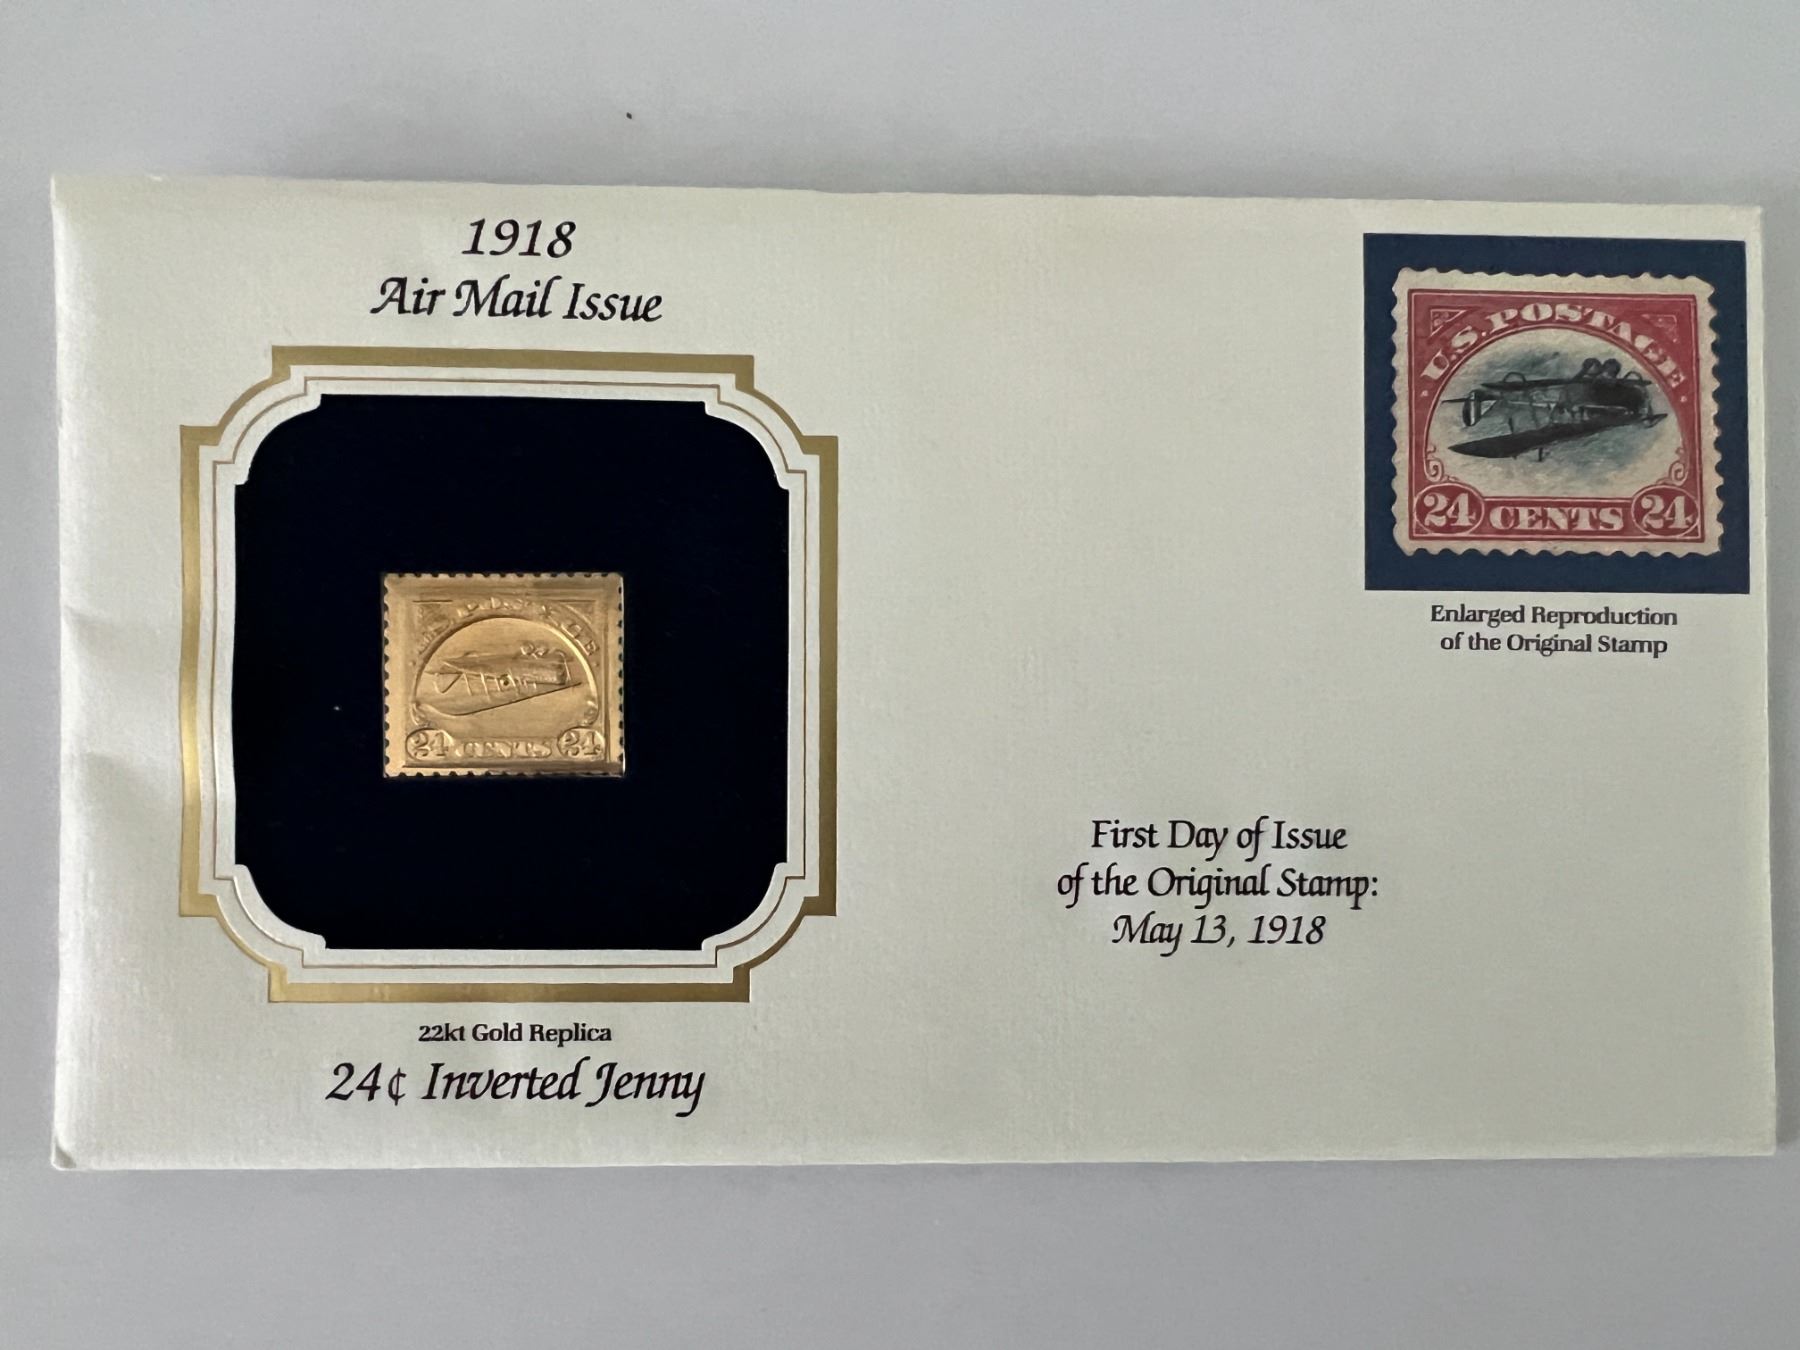 1918
Air Mail Issue
U.S. POSTAGE
24 CENTS 24
Enlarged Reproduction
of the Original Stamp
24 CENTS 24
First Day of Issue
of the Original Stamp:
May 13, 1918
22kt Gold Replica
24¢ Inverted Jenny